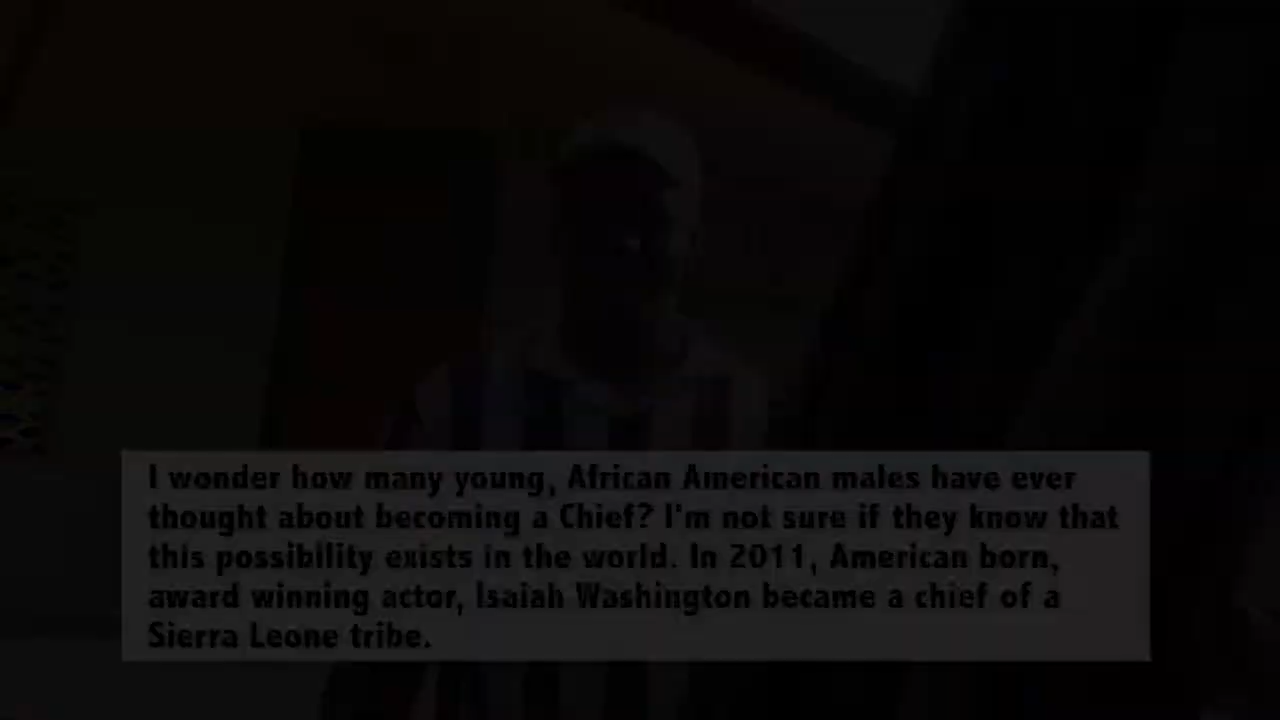 I wonder how many young, African American males have ever
thought about becoming a Chief? I'm not sure if they know that
this possibility exists in the world. In 2011, American born,
award winning actor, Isaiah Washington became a chief of a
Sierra Leone tribe.